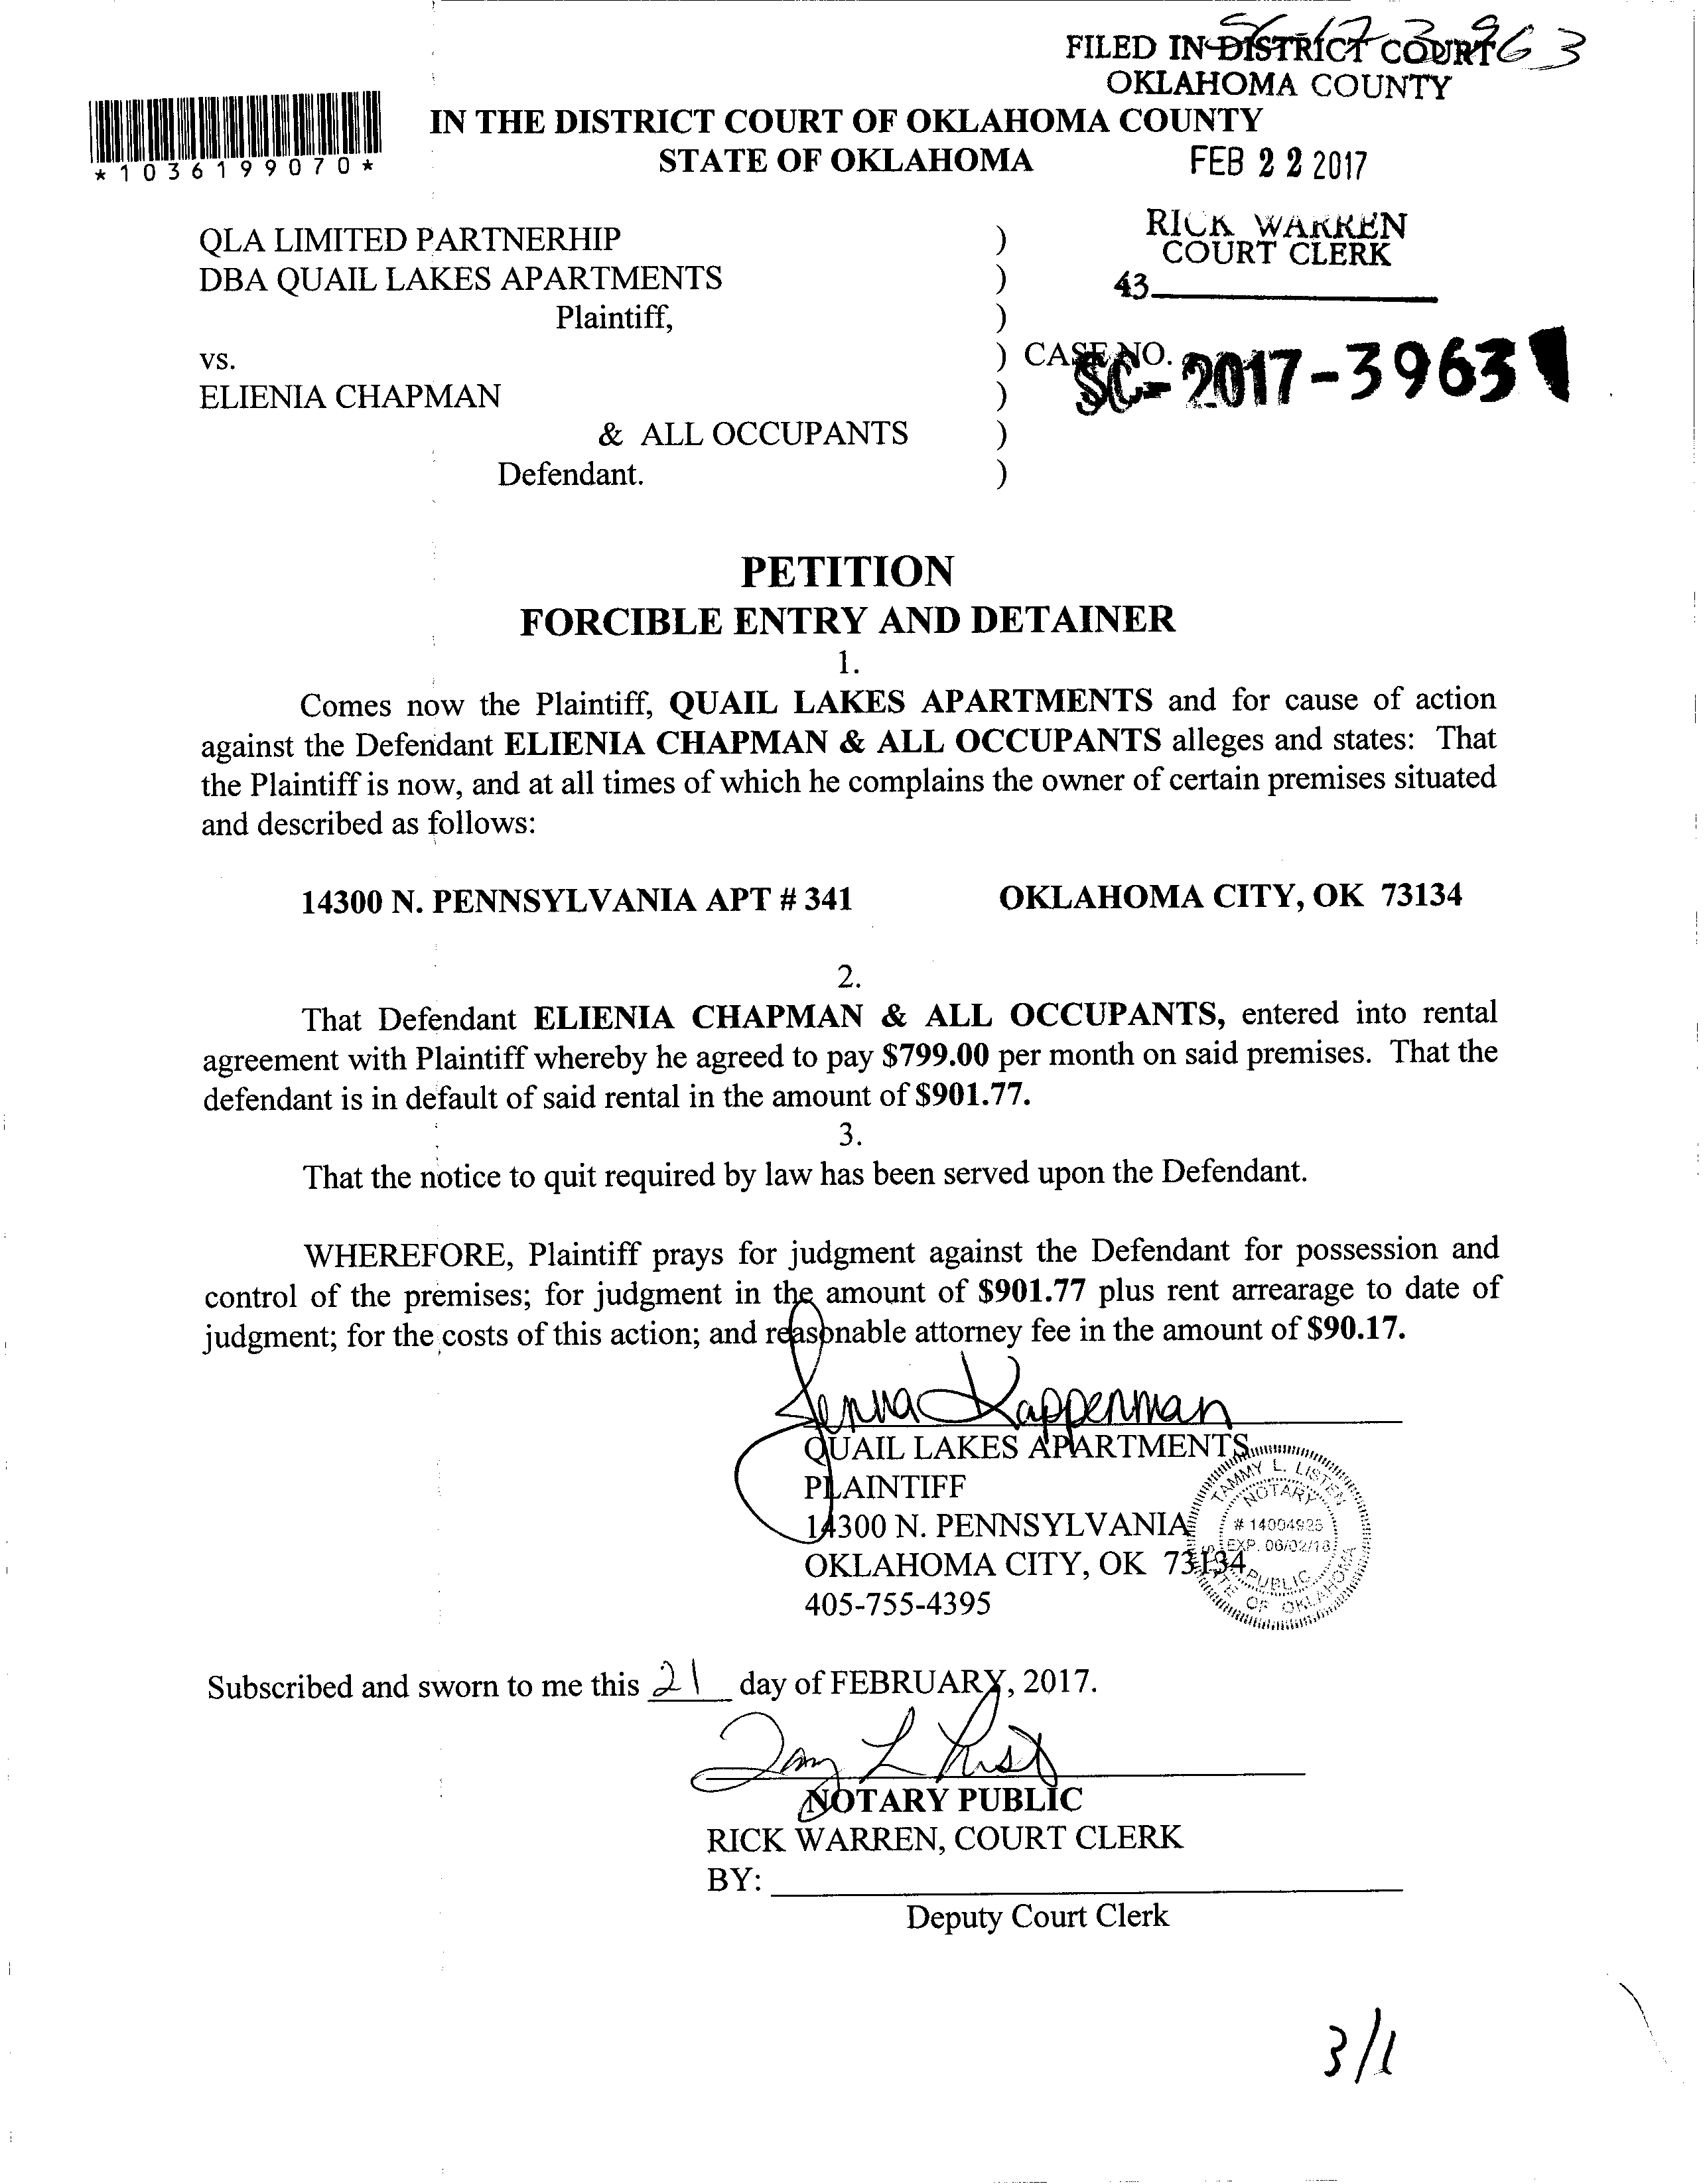 SC-17-3963
FILED IN DISTRICT COURT
OKLAHOMA COUNTY
*1036199070*
IN THE DISTRICT COURT OF OKLAHOMA COUNTY
STATE OF OKLAHOMA
FEB 22 2017
RICK WARREN
COURT CLERK
43
QLA LIMITED PARTNERHIP )
DBA QUAIL LAKES APARTMENTS )
Plaintiff, )
vs. ) CASE NO. SC-2017-3963
ELIENIA CHAPMAN )
& ALL OCCUPANTS )
Defendant. )
PETITION
FORCIBLE ENTRY AND DETAINER
1.
Comes now the Plaintiff, QUAIL LAKES APARTMENTS and for cause of action
against the Defendant ELIENIA CHAPMAN & ALL OCCUPANTS alleges and states: That
the Plaintiff is now, and at all times of which he complains the owner of certain premises situated
and described as follows:
14300 N. PENNSYLVANIA APT # 341 OKLAHOMA CITY, OK 73134
2.
That Defendant ELIENIA CHAPMAN & ALL OCCUPANTS, entered into rental
agreement with Plaintiff whereby he agreed to pay $799.00 per month on said premises. That the
defendant is in default of said rental in the amount of $901.77.
3.
That the notice to quit required by law has been served upon the Defendant.
WHEREFORE, Plaintiff prays for judgment against the Defendant for possession and
control of the premises; for judgment in the amount of $901.77 plus rent arrearage to date of
judgment; for the costs of this action; and reasonable attorney fee in the amount of $90.17.
Jenna Kapperman
QUAIL LAKES APARTMENTS
PLAINTIFF
14300 N. PENNSYLVANIA
OKLAHOMA CITY, OK 73134
405-755-4395
TAMMY L. LISTEN
NOTARY
# 14004925
EXP. 06/02/18
PUBLIC
STATE OF OKLAHOMA
Subscribed and sworn to me this 21 day of FEBRUARY, 2017.
NOTARY PUBLIC
RICK WARREN, COURT CLERK
BY:
Deputy Court Clerk
3/1